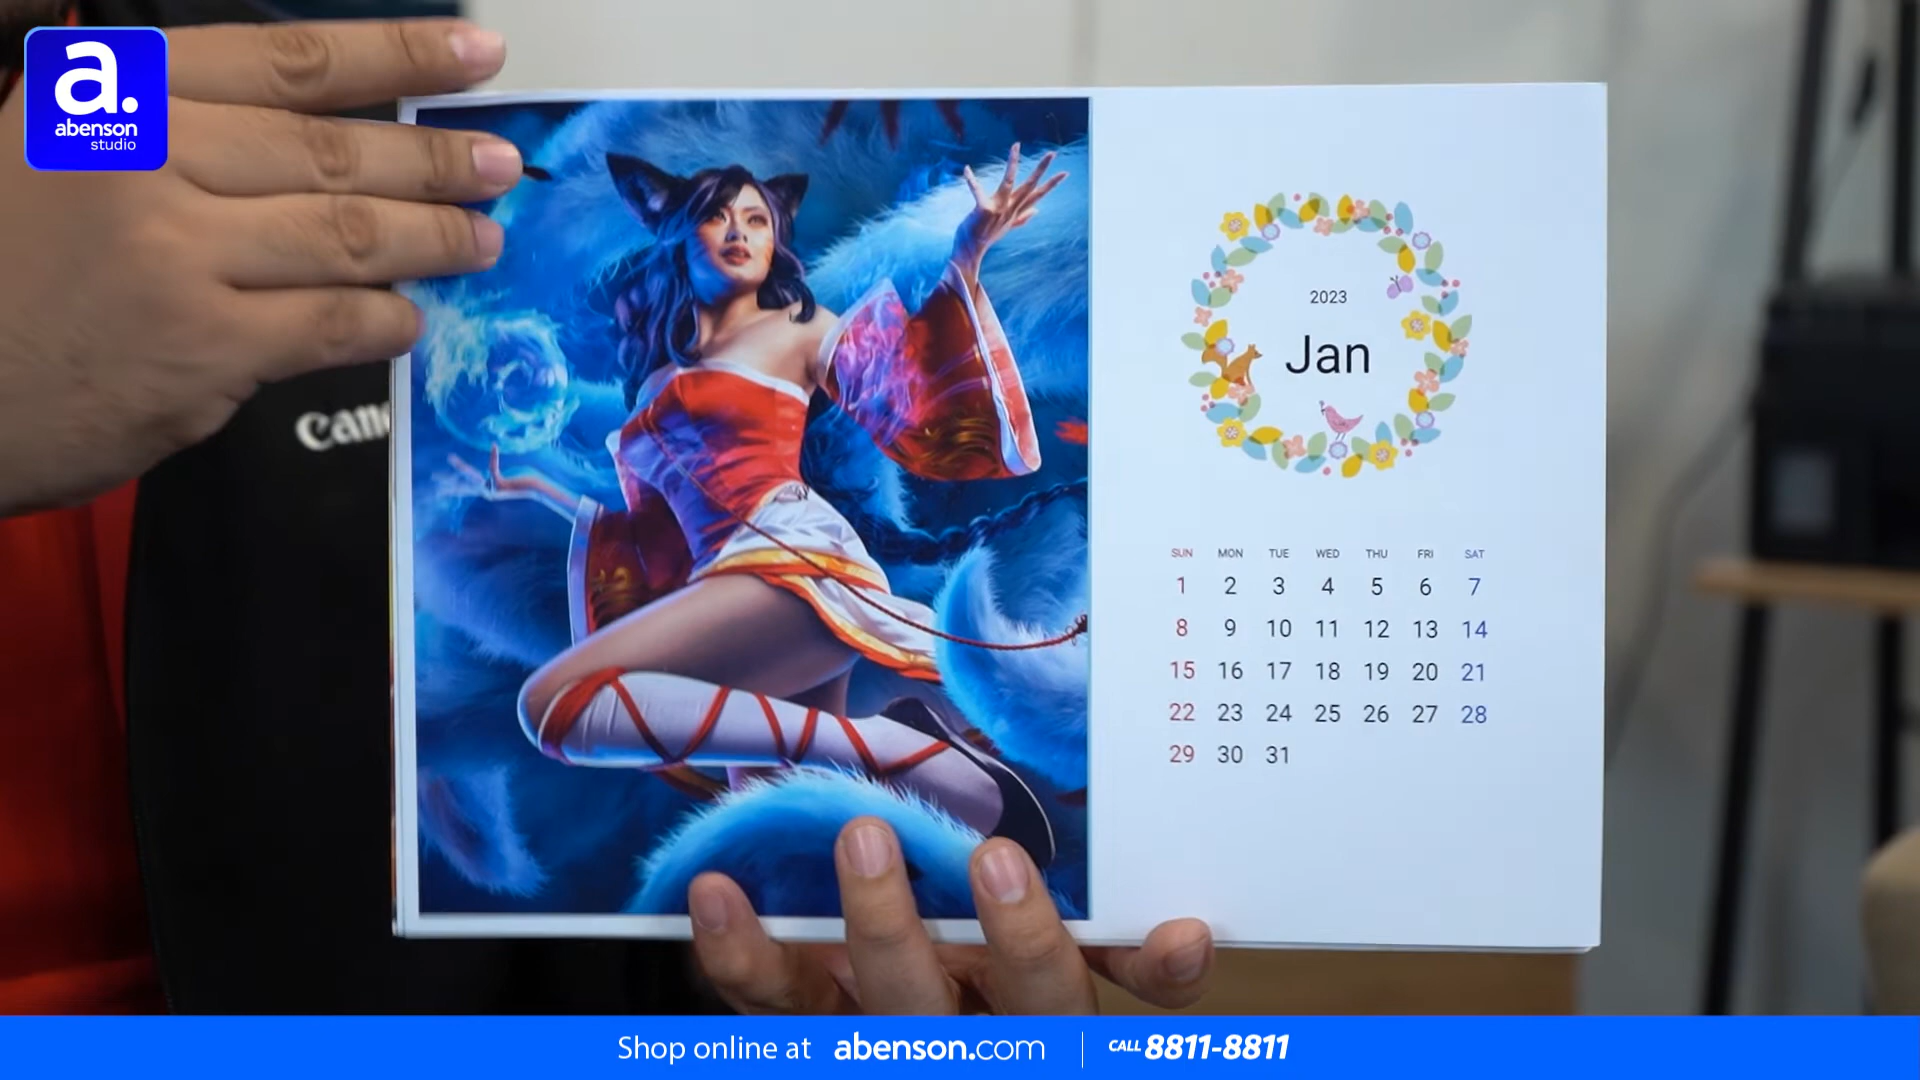 a.
abenson
studio
Cano
2023
Jan
SUN MON TUE WED THU FRI SAT
1 2 3 4 5 6 7
8 9 10 11 12 13 14
15 16 17 18 19 20 21
22 23 24 25 26 27 28
29 30 31
Shop online at abenson.com CALL 8811-8811